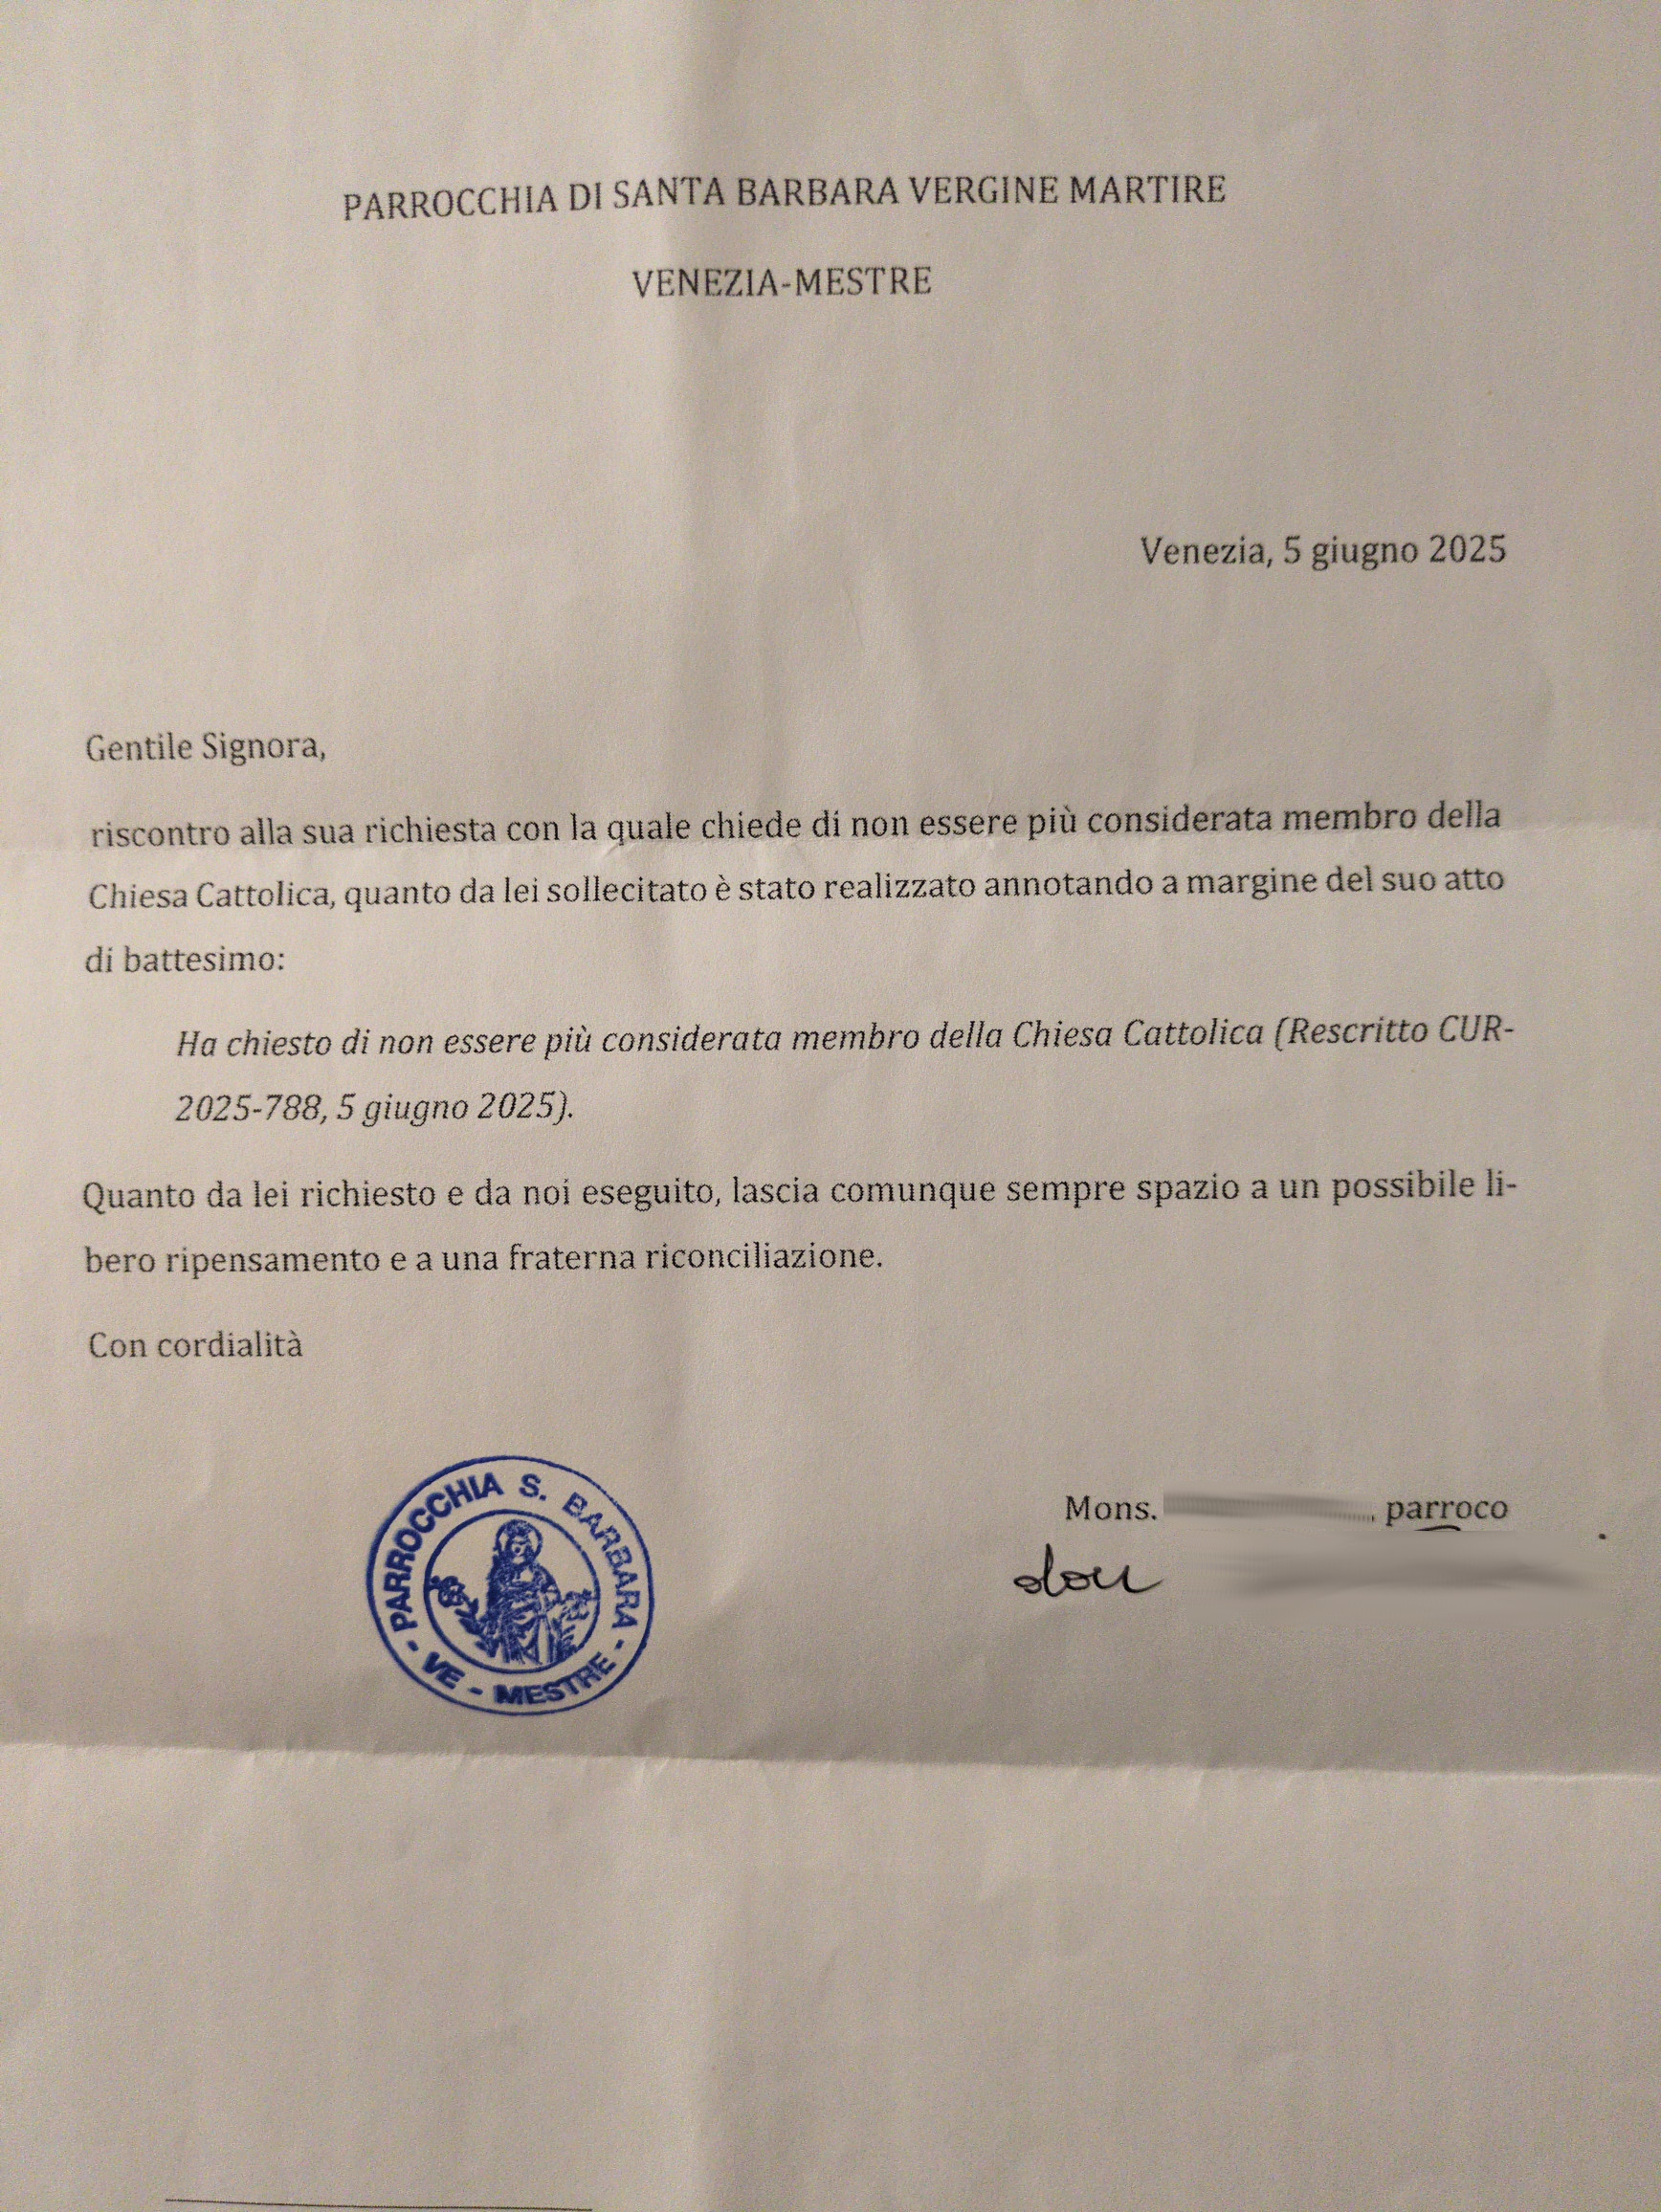 PARROCCHIA DI SANTA BARBARA VERGINE MARTIRE
VENEZIA-MESTRE
Venezia, 5 giugno 2025
Gentile Signora,
riscontro alla sua richiesta con la quale chiede di non essere più considerata membro della
Chiesa Cattolica, quanto da lei sollecitato è stato realizzato annotando a margine del suo atto
di battesimo:
Ha chiesto di non essere più considerata membro della Chiesa Cattolica (Rescritto CUR-
2025-788, 5 giugno 2025).
Quanto da lei richiesto e da noi eseguito, lascia comunque sempre spazio a un possibile li-
bero ripensamento e a una fraterna riconciliazione.
Con cordialità
PARROCCHIA S. BARBARA
- VE - MESTRE -
Mons. , parroco
don